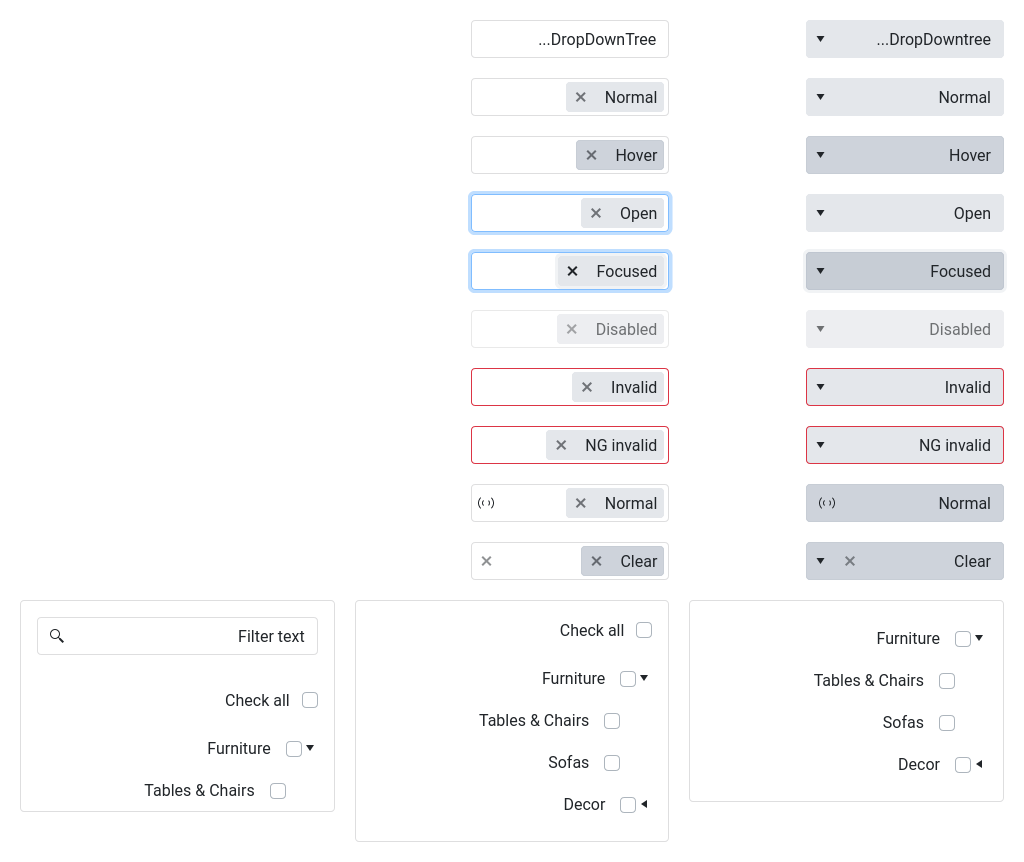 ...DropDowntree
...DropDownTree
Normal
Normal
Hover
Hover
Open
Open
Focused
Focused
Disabled
Disabled
Invalid
Invalid
NG invalid
NG invalid
Normal
Normal
Clear
Clear
Furniture
Tables & Chairs
Sofas
Decor
Check all
Furniture
Tables & Chairs
Sofas
Decor
Filter text
Check all
Furniture
Tables & Chairs